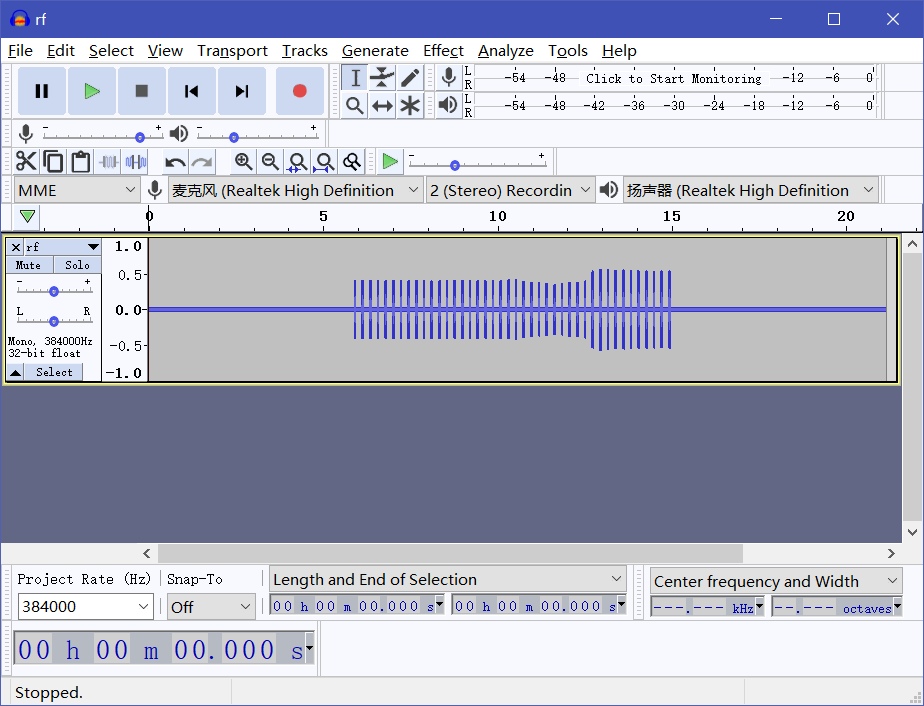 rf
File Edit Select View Transport Tracks Generate Effect Analyze Tools Help
L
R
-54 -48 Click to Start Monitoring -12 -6 0
L
R
-54 -48 -42 -36 -30 -24 -18 -12 -6 0
- + - +
- +
MME 麦克风 (Realtek High Definition 2 (Stereo) Recordin 扬声器 (Realtek High Definition
0 5 10 15 20
× rf
Mute Solo
- +
L R
Mono, 384000Hz
32-bit float
Select
1.0
0.5-
0.0-
-0.5-
-1.0
Project Rate (Hz) Snap-To Length and End of Selection Center frequency and Width
384000 Off 00 h 00 m 00.000 s 00 h 00 m 00.000 s ---.--- kHz --.--- octaves
00 h 00 m 00.000 s
Stopped.